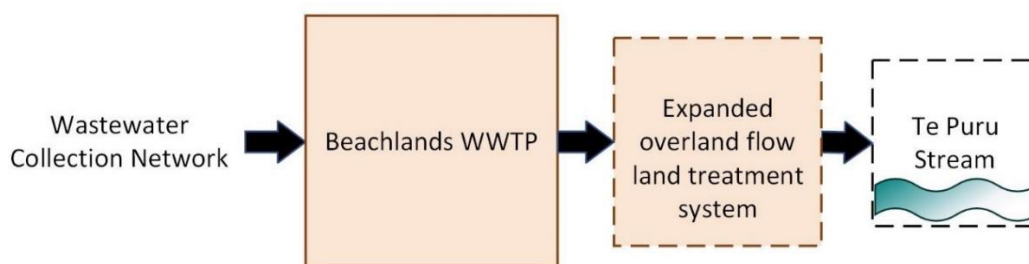 Wastewater
Collection Network
Beachlands WWTP
Expanded
overland flow
land treatment
system
Te Puru
Stream